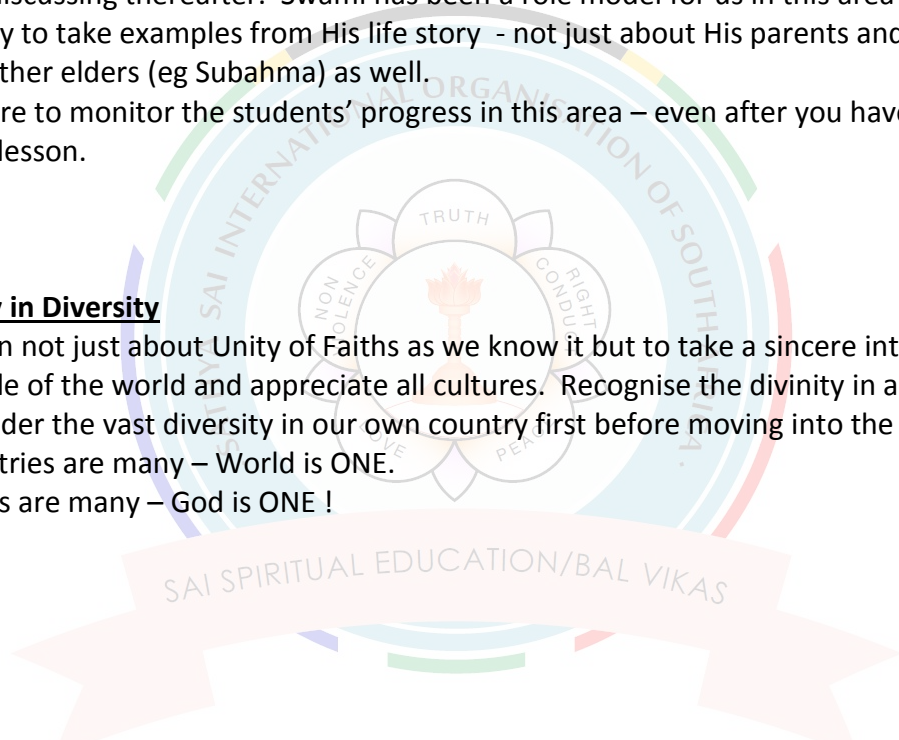 discussing thereafter? Swami has been a role model for us in this area
y to take examples from His life story - not just about His parents and
ther elders (eg Subahma) as well.
re to monitor the students’ progress in this area – even after you have
lesson.
y in Diversity
n not just about Unity of Faiths as we know it but to take a sincere int
le of the world and appreciate all cultures. Recognise the divinity in a
der the vast diversity in our own country first before moving into the
tries are many – World is ONE.
s are many – God is ONE !
SATHYA SAI INTERNATIONAL ORGANISATION OF SOUTH AFRICA.
TRUTH
RIGHT CONDUCT
PEACE
LOVE
NON VIOLENCE
SAI SPIRITUAL EDUCATION/BAL VIKAS